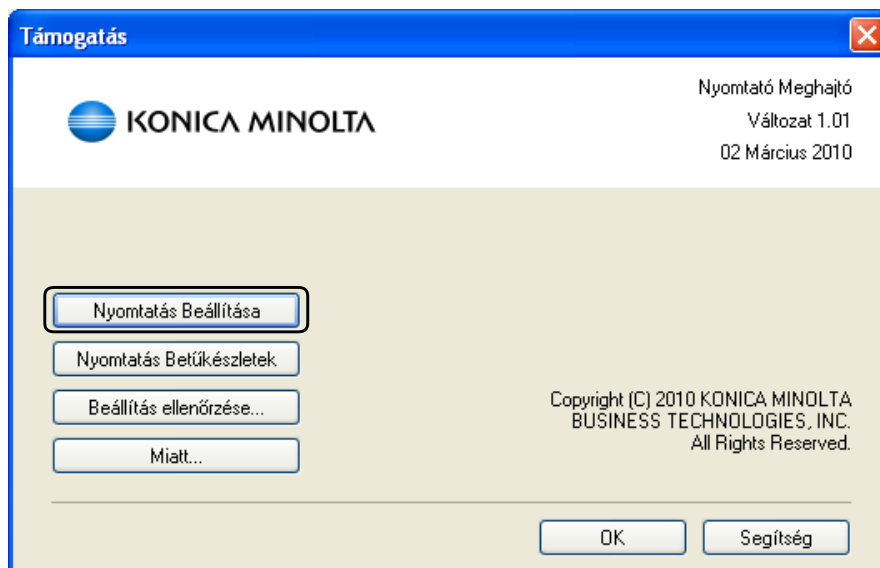 Támogatás
KONICA MINOLTA
Nyomtató Meghajtó
Változat 1.01
02 Március 2010
Nyomtatás Beállítása
Nyomtatás Betűkészletek
Beállítás ellenőrzése...
Miatt...
Copyright (C) 2010 KONICA MINOLTA
BUSINESS TECHNOLOGIES, INC.
All Rights Reserved.
OK
Segítség